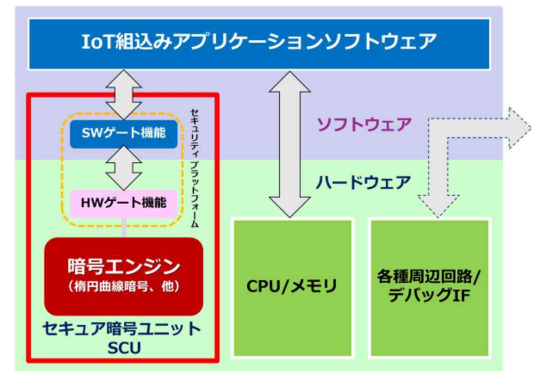 IoT組込みアプリケーションソフトウェア
SWゲート機能
セキュリティプラットフォーム
ソフトウェア
ハードウェア
HWゲート機能
暗号エンジン
(楕円曲線暗号、他)
セキュア暗号ユニット
SCU
CPU/メモリ
各種周辺回路/
デバッグIF